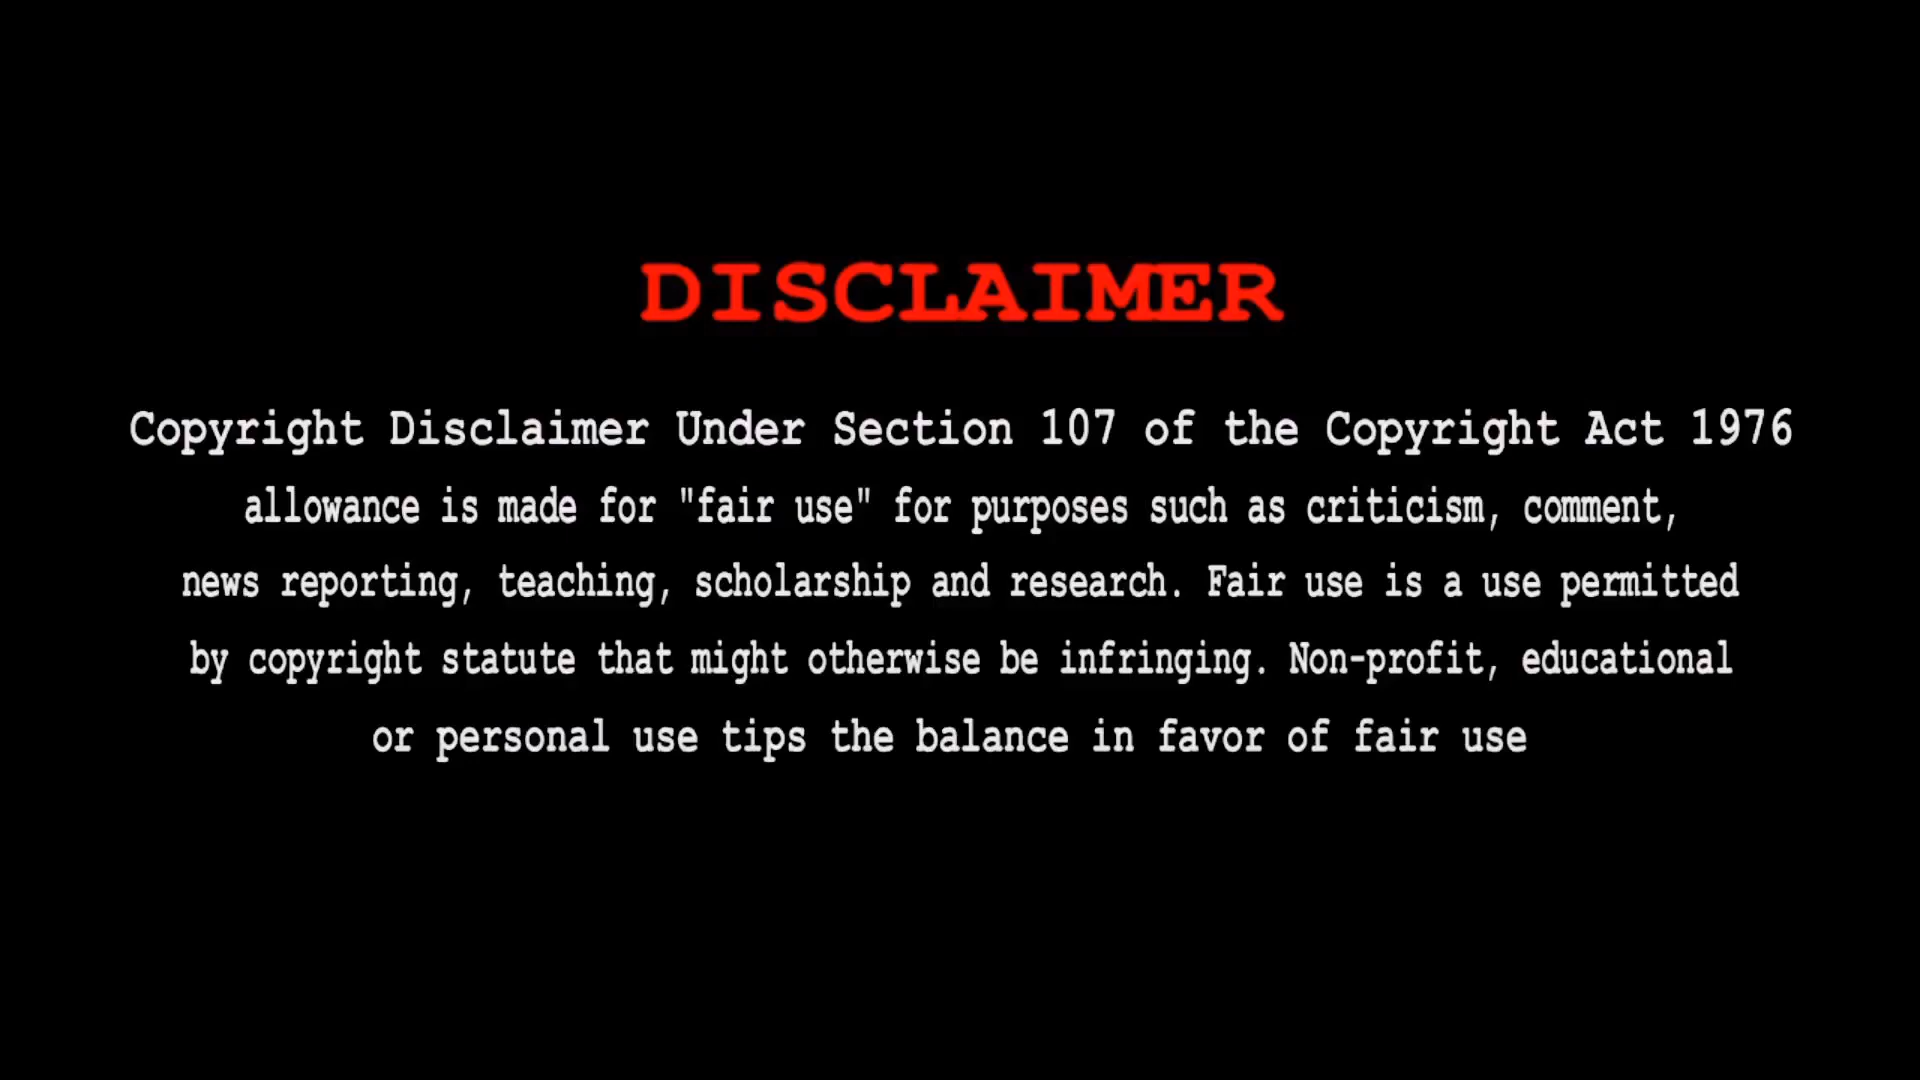 DISCLAIMER
Copyright Disclaimer Under Section 107 of the Copyright Act 1976
allowance is made for "fair use" for purposes such as criticism, comment,
news reporting, teaching, scholarship and research. Fair use is a use permitted
by copyright statute that might otherwise be infringing. Non-profit, educational
or personal use tips the balance in favor of fair use